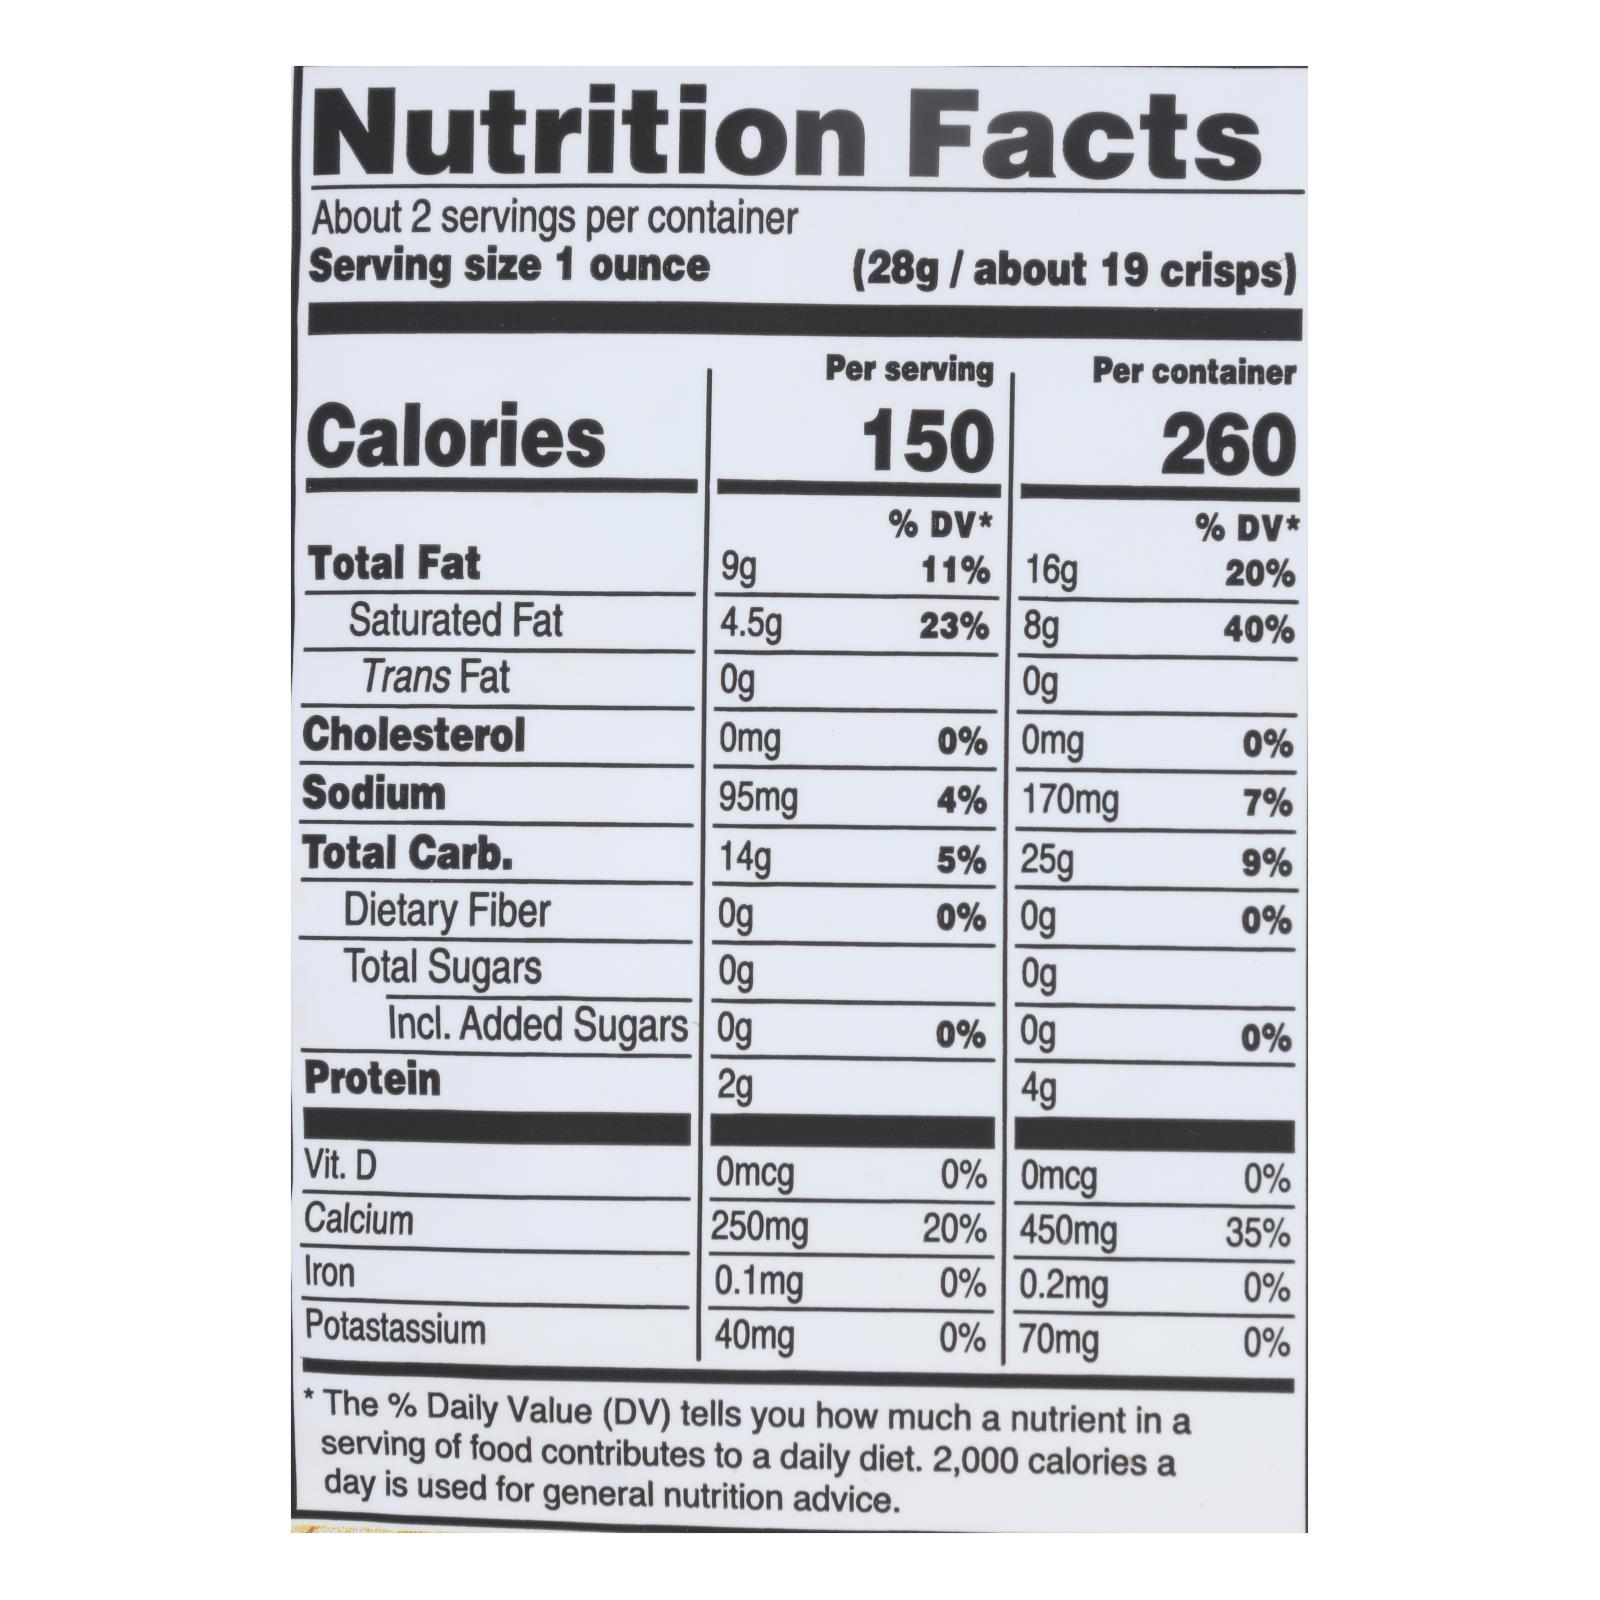 Nutrition Facts
About 2 servings per container
Serving size 1 ounce (28g / about 19 crisps)
Per serving Per container
Calories 150 260
% DV* % DV*
Total Fat 9g 11% 16g 20%
Saturated Fat 4.5g 23% 8g 40%
Trans Fat 0g 0g
Cholesterol 0mg 0% 0mg 0%
Sodium 95mg 4% 170mg 7%
Total Carb. 14g 5% 25g 9%
Dietary Fiber 0g 0% 0g 0%
Total Sugars 0g 0g
Incl. Added Sugars 0g 0% 0g 0%
Protein 2g 4g
Vit. D 0mcg 0% 0mcg 0%
Calcium 250mg 20% 450mg 35%
Iron 0.1mg 0% 0.2mg 0%
Potastassium 40mg 0% 70mg 0%
* The % Daily Value (DV) tells you how much a nutrient in a
serving of food contributes to a daily diet. 2,000 calories a
day is used for general nutrition advice.